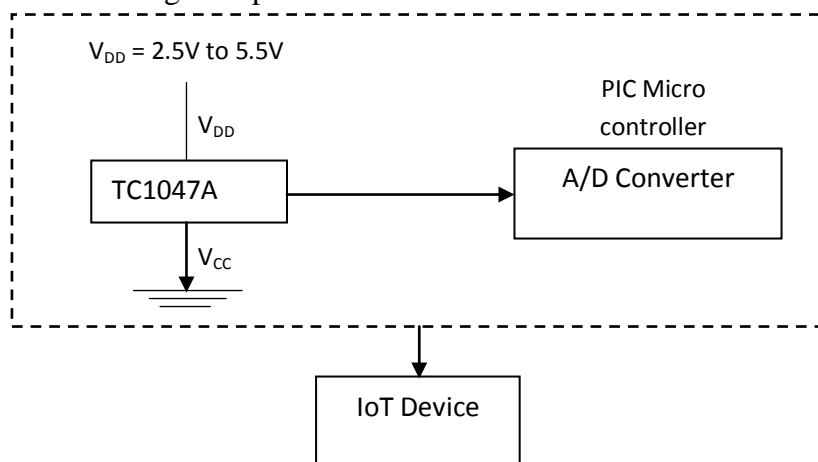 V_DD = 2.5V to 5.5V
PIC Micro
controller
V_DD
TC1047A
A/D Converter
V_CC
IoT Device